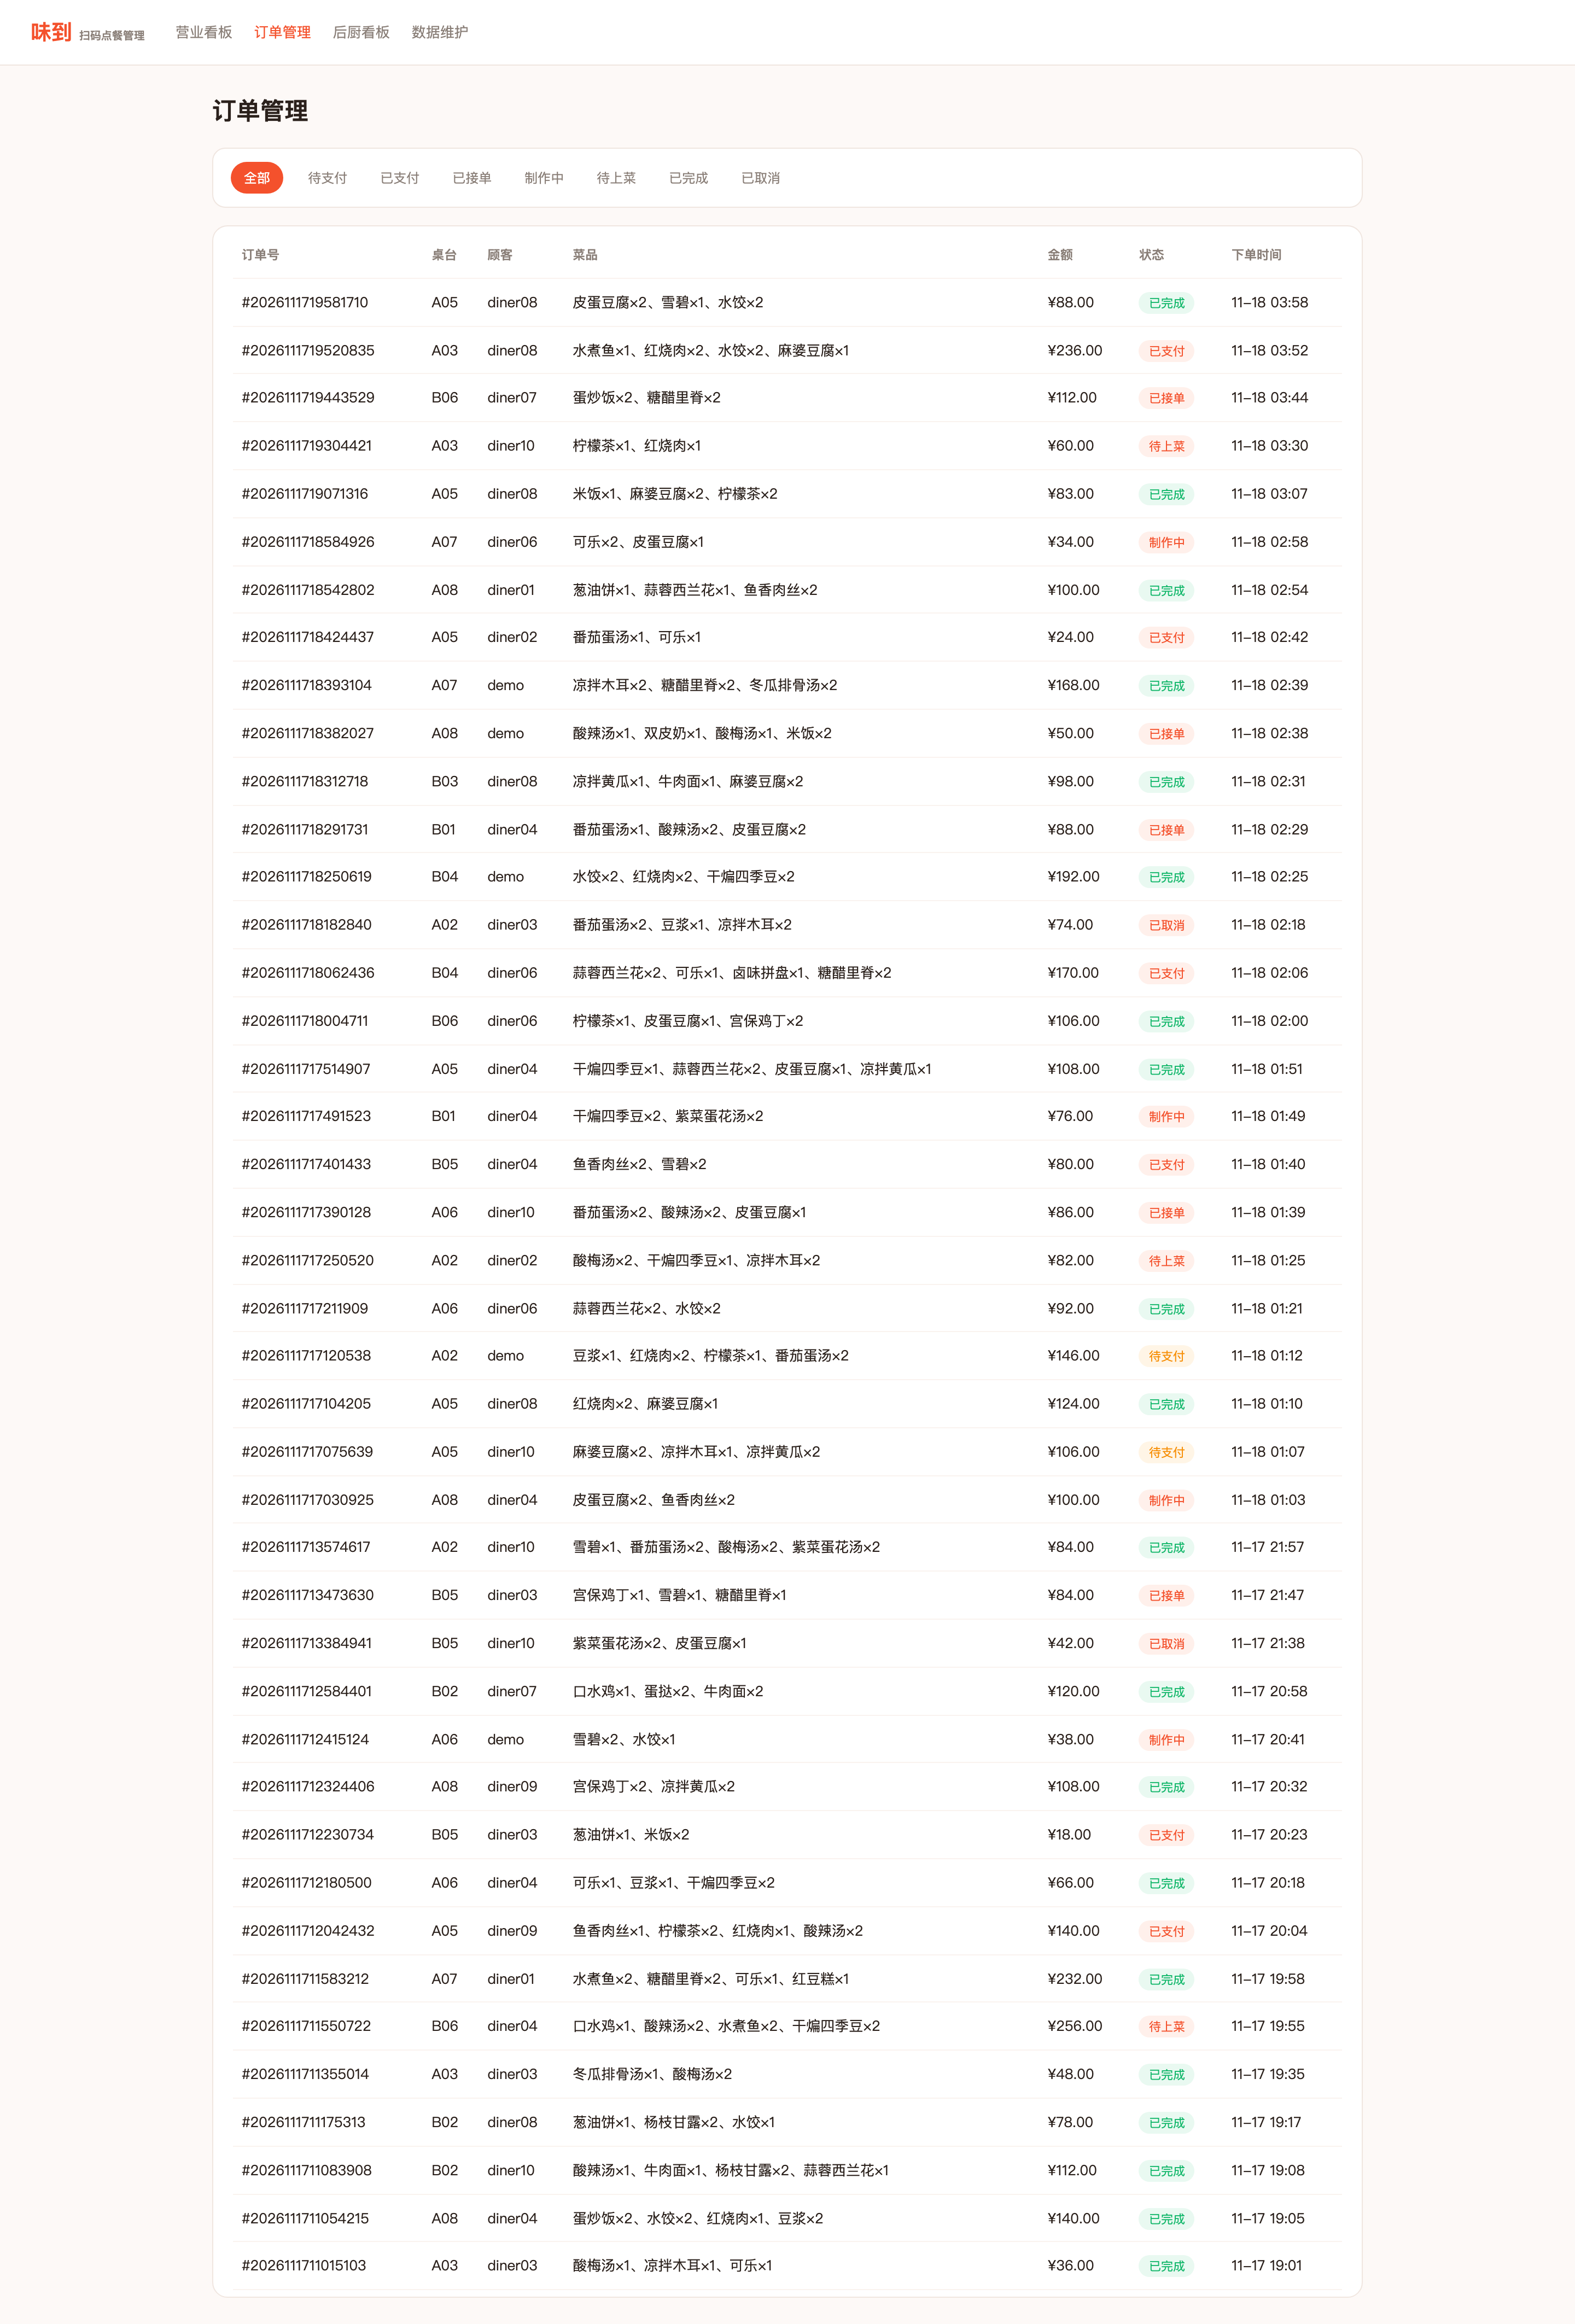 味到 扫码点餐管理 营业看板 订单管理 后厨看板 数据维护
订单管理
全部 待支付 已支付 已接单 制作中 待上菜 已完成 已取消
订单号 桌台 顾客 菜品 金额 状态 下单时间
#2026111719581710 A05 diner08 皮蛋豆腐×2、雪碧×1、水饺×2 ¥88.00 已完成 11-18 03:58
#2026111719520835 A03 diner08 水煮鱼×1、红烧肉×2、水饺×2、麻婆豆腐×1 ¥236.00 已支付 11-18 03:52
#2026111719443529 B06 diner07 蛋炒饭×2、糖醋里脊×2 ¥112.00 已接单 11-18 03:44
#2026111719304421 A03 diner10 柠檬茶×1、红烧肉×1 ¥60.00 待上菜 11-18 03:30
#2026111719071316 A05 diner08 米饭×1、麻婆豆腐×2、柠檬茶×2 ¥83.00 已完成 11-18 03:07
#2026111718584926 A07 diner06 可乐×2、皮蛋豆腐×1 ¥34.00 制作中 11-18 02:58
#2026111718542802 A08 diner01 葱油饼×1、蒜蓉西兰花×1、鱼香肉丝×2 ¥100.00 已完成 11-18 02:54
#2026111718424437 A05 diner02 番茄蛋汤×1、可乐×1 ¥24.00 已支付 11-18 02:42
#2026111718393104 A07 demo 凉拌木耳×2、糖醋里脊×2、冬瓜排骨汤×2 ¥168.00 已完成 11-18 02:39
#2026111718382027 A08 demo 酸辣汤×1、双皮奶×1、酸梅汤×1、米饭×2 ¥50.00 已接单 11-18 02:38
#2026111718312718 B03 diner08 凉拌黄瓜×1、牛肉面×1、麻婆豆腐×2 ¥98.00 已完成 11-18 02:31
#2026111718291731 B01 diner04 番茄蛋汤×1、酸辣汤×2、皮蛋豆腐×2 ¥88.00 已接单 11-18 02:29
#2026111718250619 B04 demo 水饺×2、红烧肉×2、干煸四季豆×2 ¥192.00 已完成 11-18 02:25
#2026111718182840 A02 diner03 番茄蛋汤×2、豆浆×1、凉拌木耳×2 ¥74.00 已取消 11-18 02:18
#2026111718062436 B04 diner06 蒜蓉西兰花×2、可乐×1、卤味拼盘×1、糖醋里脊×2 ¥170.00 已支付 11-18 02:06
#2026111718004711 B06 diner06 柠檬茶×1、皮蛋豆腐×1、宫保鸡丁×2 ¥106.00 已完成 11-18 02:00
#2026111717514907 A05 diner04 干煸四季豆×1、蒜蓉西兰花×2、皮蛋豆腐×1、凉拌黄瓜×1 ¥108.00 已完成 11-18 01:51
#2026111717491523 B01 diner04 干煸四季豆×2、紫菜蛋花汤×2 ¥76.00 制作中 11-18 01:49
#2026111717401433 B05 diner04 鱼香肉丝×2、雪碧×2 ¥80.00 已支付 11-18 01:40
#2026111717390128 A06 diner10 番茄蛋汤×2、酸辣汤×2、皮蛋豆腐×1 ¥86.00 已接单 11-18 01:39
#2026111717250520 A02 diner02 酸梅汤×2、干煸四季豆×1、凉拌木耳×2 ¥82.00 待上菜 11-18 01:25
#2026111717211909 A06 diner06 蒜蓉西兰花×2、水饺×2 ¥92.00 已完成 11-18 01:21
#2026111717120538 A02 demo 豆浆×1、红烧肉×2、柠檬茶×1、番茄蛋汤×2 ¥146.00 待支付 11-18 01:12
#2026111717104205 A05 diner08 红烧肉×2、麻婆豆腐×1 ¥124.00 已完成 11-18 01:10
#2026111717075639 A05 diner10 麻婆豆腐×2、凉拌木耳×1、凉拌黄瓜×2 ¥106.00 待支付 11-18 01:07
#2026111717030925 A08 diner04 皮蛋豆腐×2、鱼香肉丝×2 ¥100.00 制作中 11-18 01:03
#2026111713574617 A02 diner10 雪碧×1、番茄蛋汤×2、酸梅汤×2、紫菜蛋花汤×2 ¥84.00 已完成 11-17 21:57
#2026111713473630 B05 diner03 宫保鸡丁×1、雪碧×1、糖醋里脊×1 ¥84.00 已接单 11-17 21:47
#2026111713384941 B05 diner10 紫菜蛋花汤×2、皮蛋豆腐×1 ¥42.00 已取消 11-17 21:38
#2026111712584401 B02 diner07 口水鸡×1、蛋挞×2、牛肉面×2 ¥120.00 已完成 11-17 20:58
#2026111712415124 A06 demo 雪碧×2、水饺×1 ¥38.00 制作中 11-17 20:41
#2026111712324406 A08 diner09 宫保鸡丁×2、凉拌黄瓜×2 ¥108.00 已完成 11-17 20:32
#2026111712230734 B05 diner03 葱油饼×1、米饭×2 ¥18.00 已支付 11-17 20:23
#2026111712180500 A06 diner04 可乐×1、豆浆×1、干煸四季豆×2 ¥66.00 已完成 11-17 20:18
#2026111712042432 A05 diner09 鱼香肉丝×1、柠檬茶×2、红烧肉×1、酸辣汤×2 ¥140.00 已支付 11-17 20:04
#2026111711583212 A07 diner01 水煮鱼×2、糖醋里脊×2、可乐×1、红豆糕×1 ¥232.00 已完成 11-17 19:58
#2026111711550722 B06 diner04 口水鸡×1、酸辣汤×2、水煮鱼×2、干煸四季豆×2 ¥256.00 待上菜 11-17 19:55
#2026111711355014 A03 diner03 冬瓜排骨汤×1、酸梅汤×2 ¥48.00 已完成 11-17 19:35
#2026111711175313 B02 diner08 葱油饼×1、杨枝甘露×2、水饺×1 ¥78.00 已完成 11-17 19:17
#2026111711083908 B02 diner10 酸辣汤×1、牛肉面×1、杨枝甘露×2、蒜蓉西兰花×1 ¥112.00 已完成 11-17 19:08
#2026111711054215 A08 diner04 蛋炒饭×2、水饺×2、红烧肉×1、豆浆×2 ¥140.00 已完成 11-17 19:05
#2026111711015103 A03 diner03 酸梅汤×1、凉拌木耳×1、可乐×1 ¥36.00 已完成 11-17 19:01